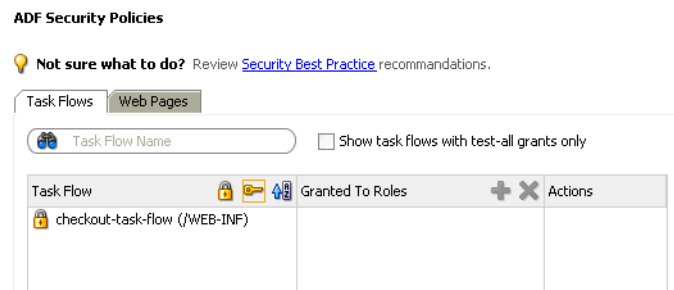 ADF Security Policies
Not sure what to do? Review Security Best Practice recommandations.
Task Flows Web Pages
Task Flow Name Show task flows with test-all grants only
Task Flow Granted To Roles Actions
checkout-task-flow (/WEB-INF)